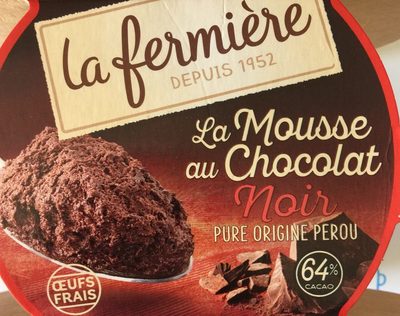 la fermière
DEPUIS 1952
La Mousse
au Chocolat
Noir
PURE ORIGINE PEROU
64%
CACAO
ŒUFS
FRAIS